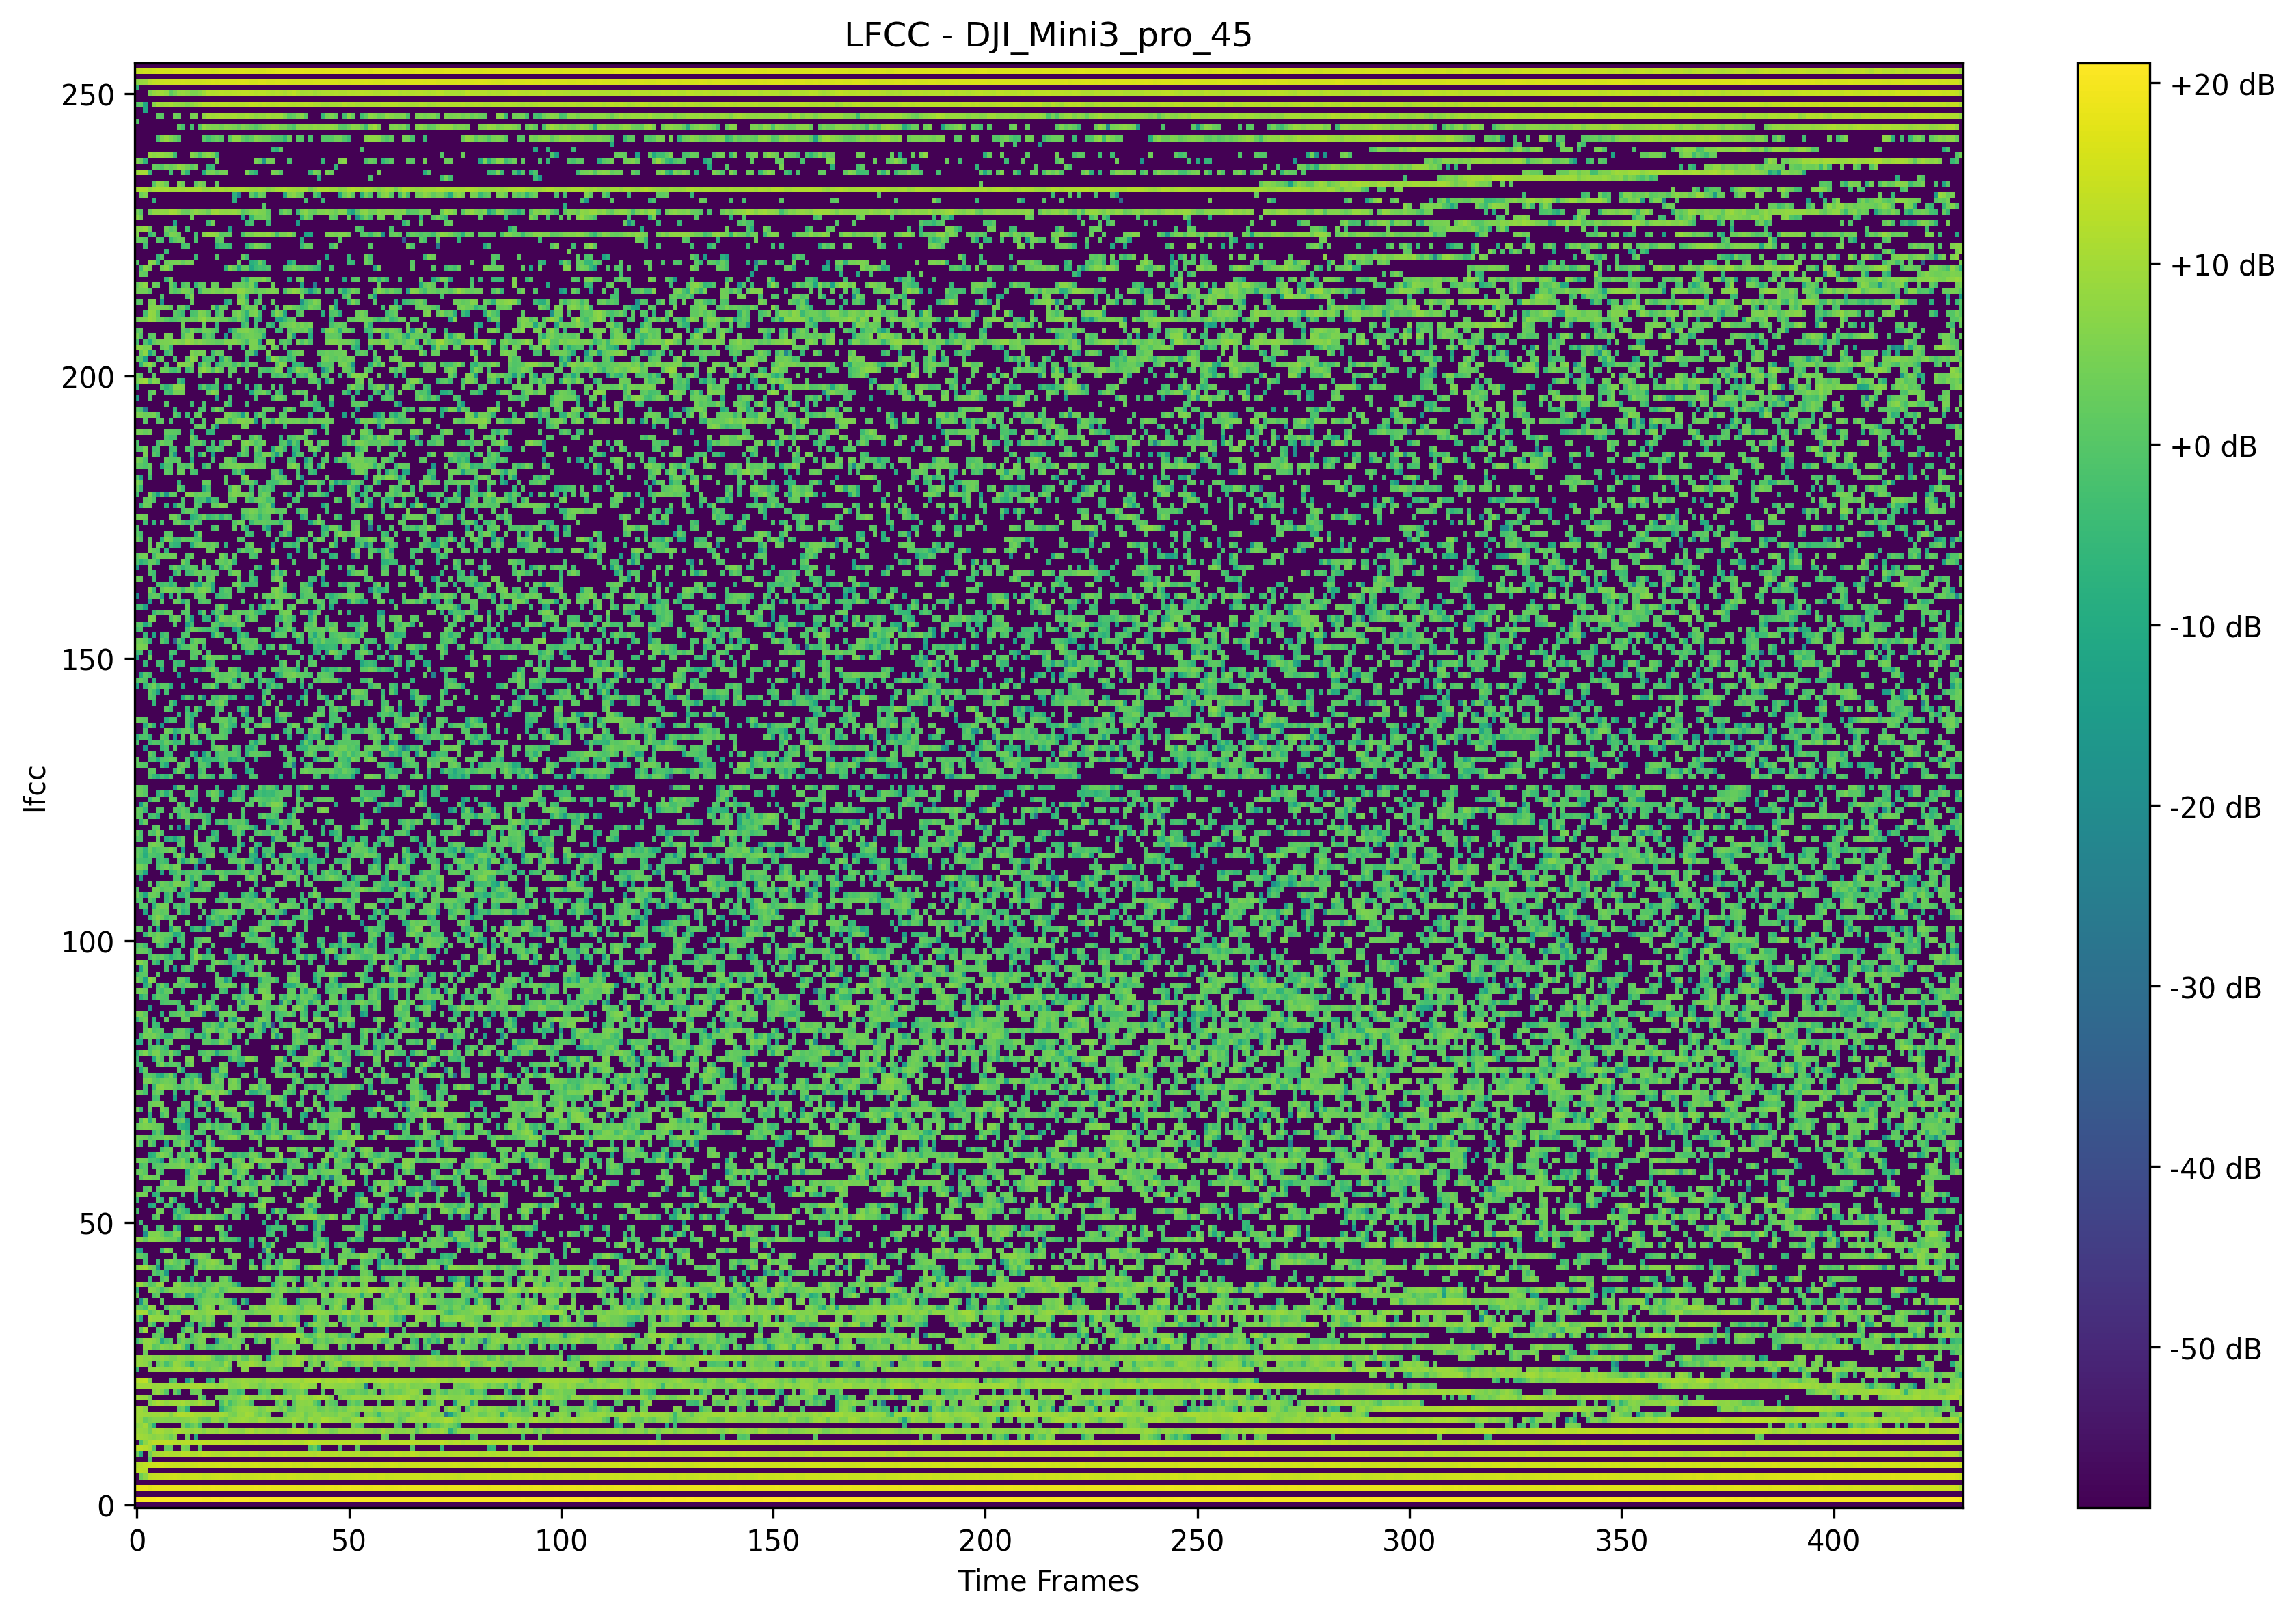 LFCC - DJI_Mini3_pro_45
250
200
150
100
50
0
lfcc
0 50 100 150 200 250 300 350 400
Time Frames
+20 dB
+10 dB
+0 dB
-10 dB
-20 dB
-30 dB
-40 dB
-50 dB